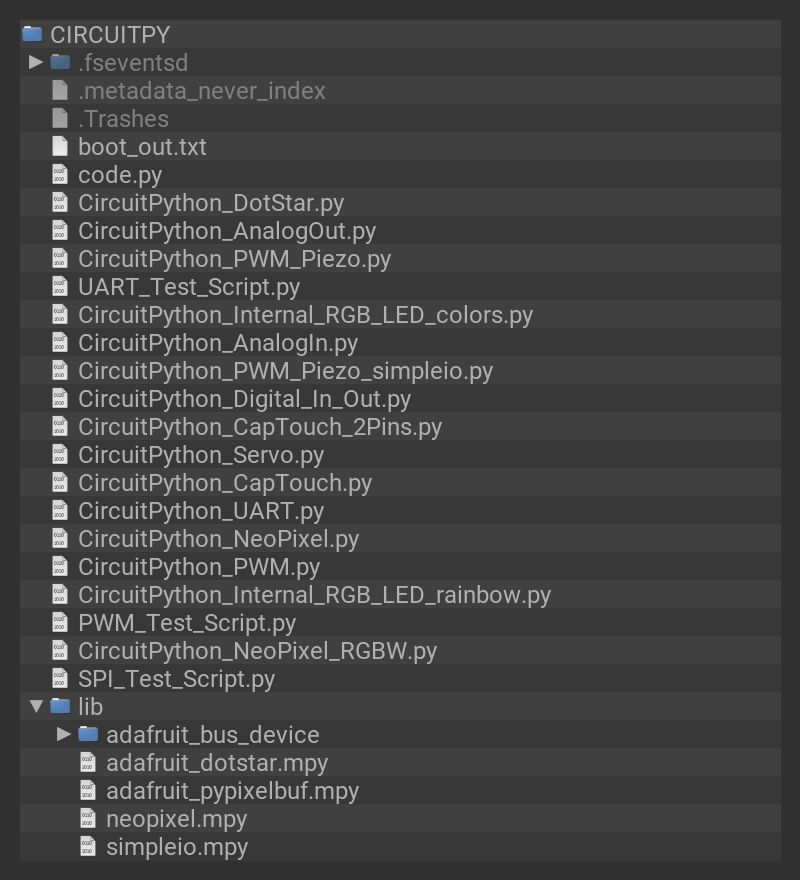 CIRCUITPY
.fseventsd
.metadata_never_index
.Trashes
boot_out.txt
code.py
CircuitPython_DotStar.py
CircuitPython_AnalogOut.py
CircuitPython_PWM_Piezo.py
UART_Test_Script.py
CircuitPython_Internal_RGB_LED_colors.py
CircuitPython_AnalogIn.py
CircuitPython_PWM_Piezo_simpleio.py
CircuitPython_Digital_In_Out.py
CircuitPython_CapTouch_2Pins.py
CircuitPython_Servo.py
CircuitPython_CapTouch.py
CircuitPython_UART.py
CircuitPython_NeoPixel.py
CircuitPython_PWM.py
CircuitPython_Internal_RGB_LED_rainbow.py
PWM_Test_Script.py
CircuitPython_NeoPixel_RGBW.py
SPI_Test_Script.py
lib
adafruit_bus_device
adafruit_dotstar.mpy
adafruit_pypixelbuf.mpy
neopixel.mpy
simpleio.mpy